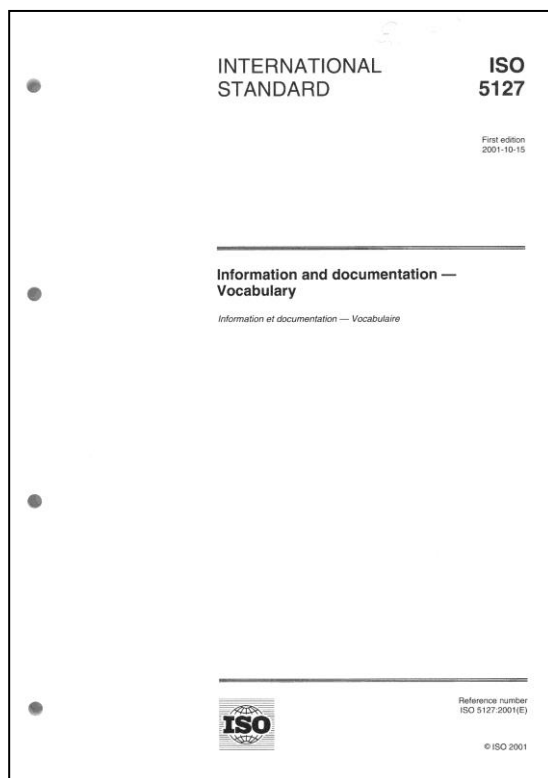 INTERNATIONAL
STANDARD
ISO
5127
First edition
2001-10-15
Information and documentation —
Vocabulary
Information et documentation — Vocabulaire
ISO
Reference number
ISO 5127:2001(E)
© ISO 2001